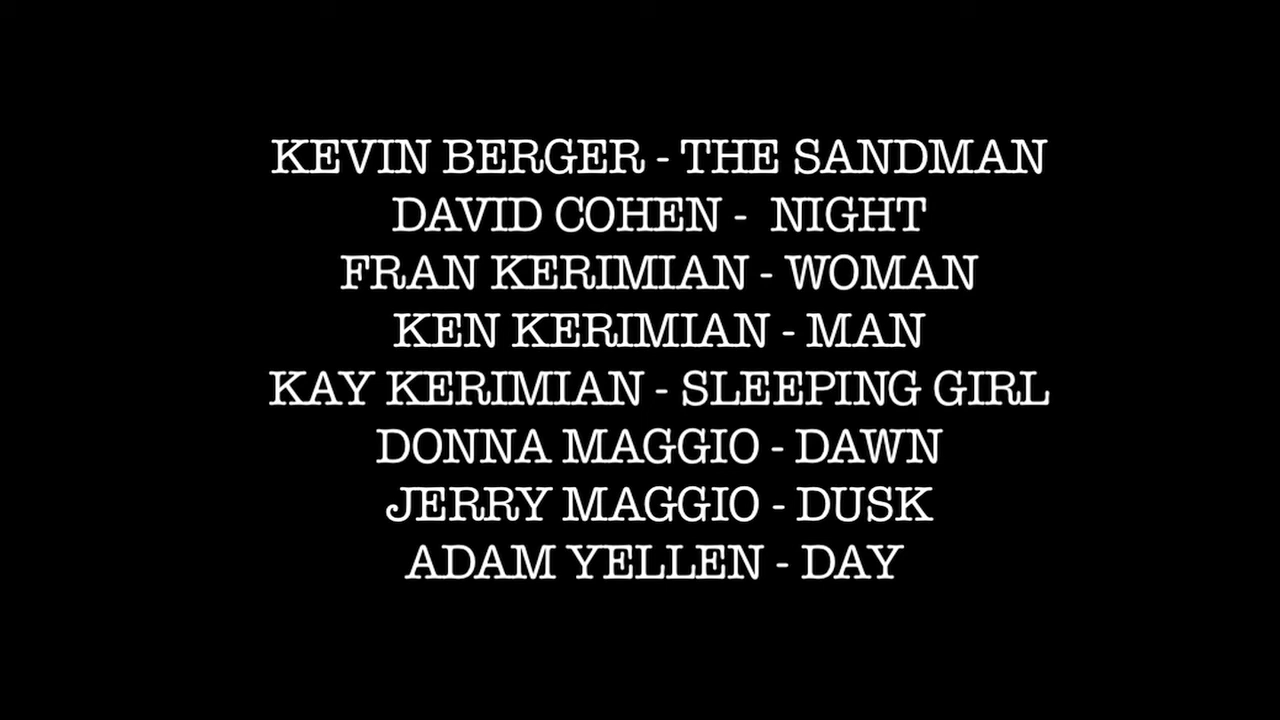 KEVIN BERGER - THE SANDMAN
DAVID COHEN -  NIGHT
FRAN KERIMIAN - WOMAN
KEN KERIMIAN - MAN
KAY KERIMIAN - SLEEPING GIRL
DONNA MAGGIO - DAWN
JERRY MAGGIO - DUSK
ADAM YELLEN - DAY